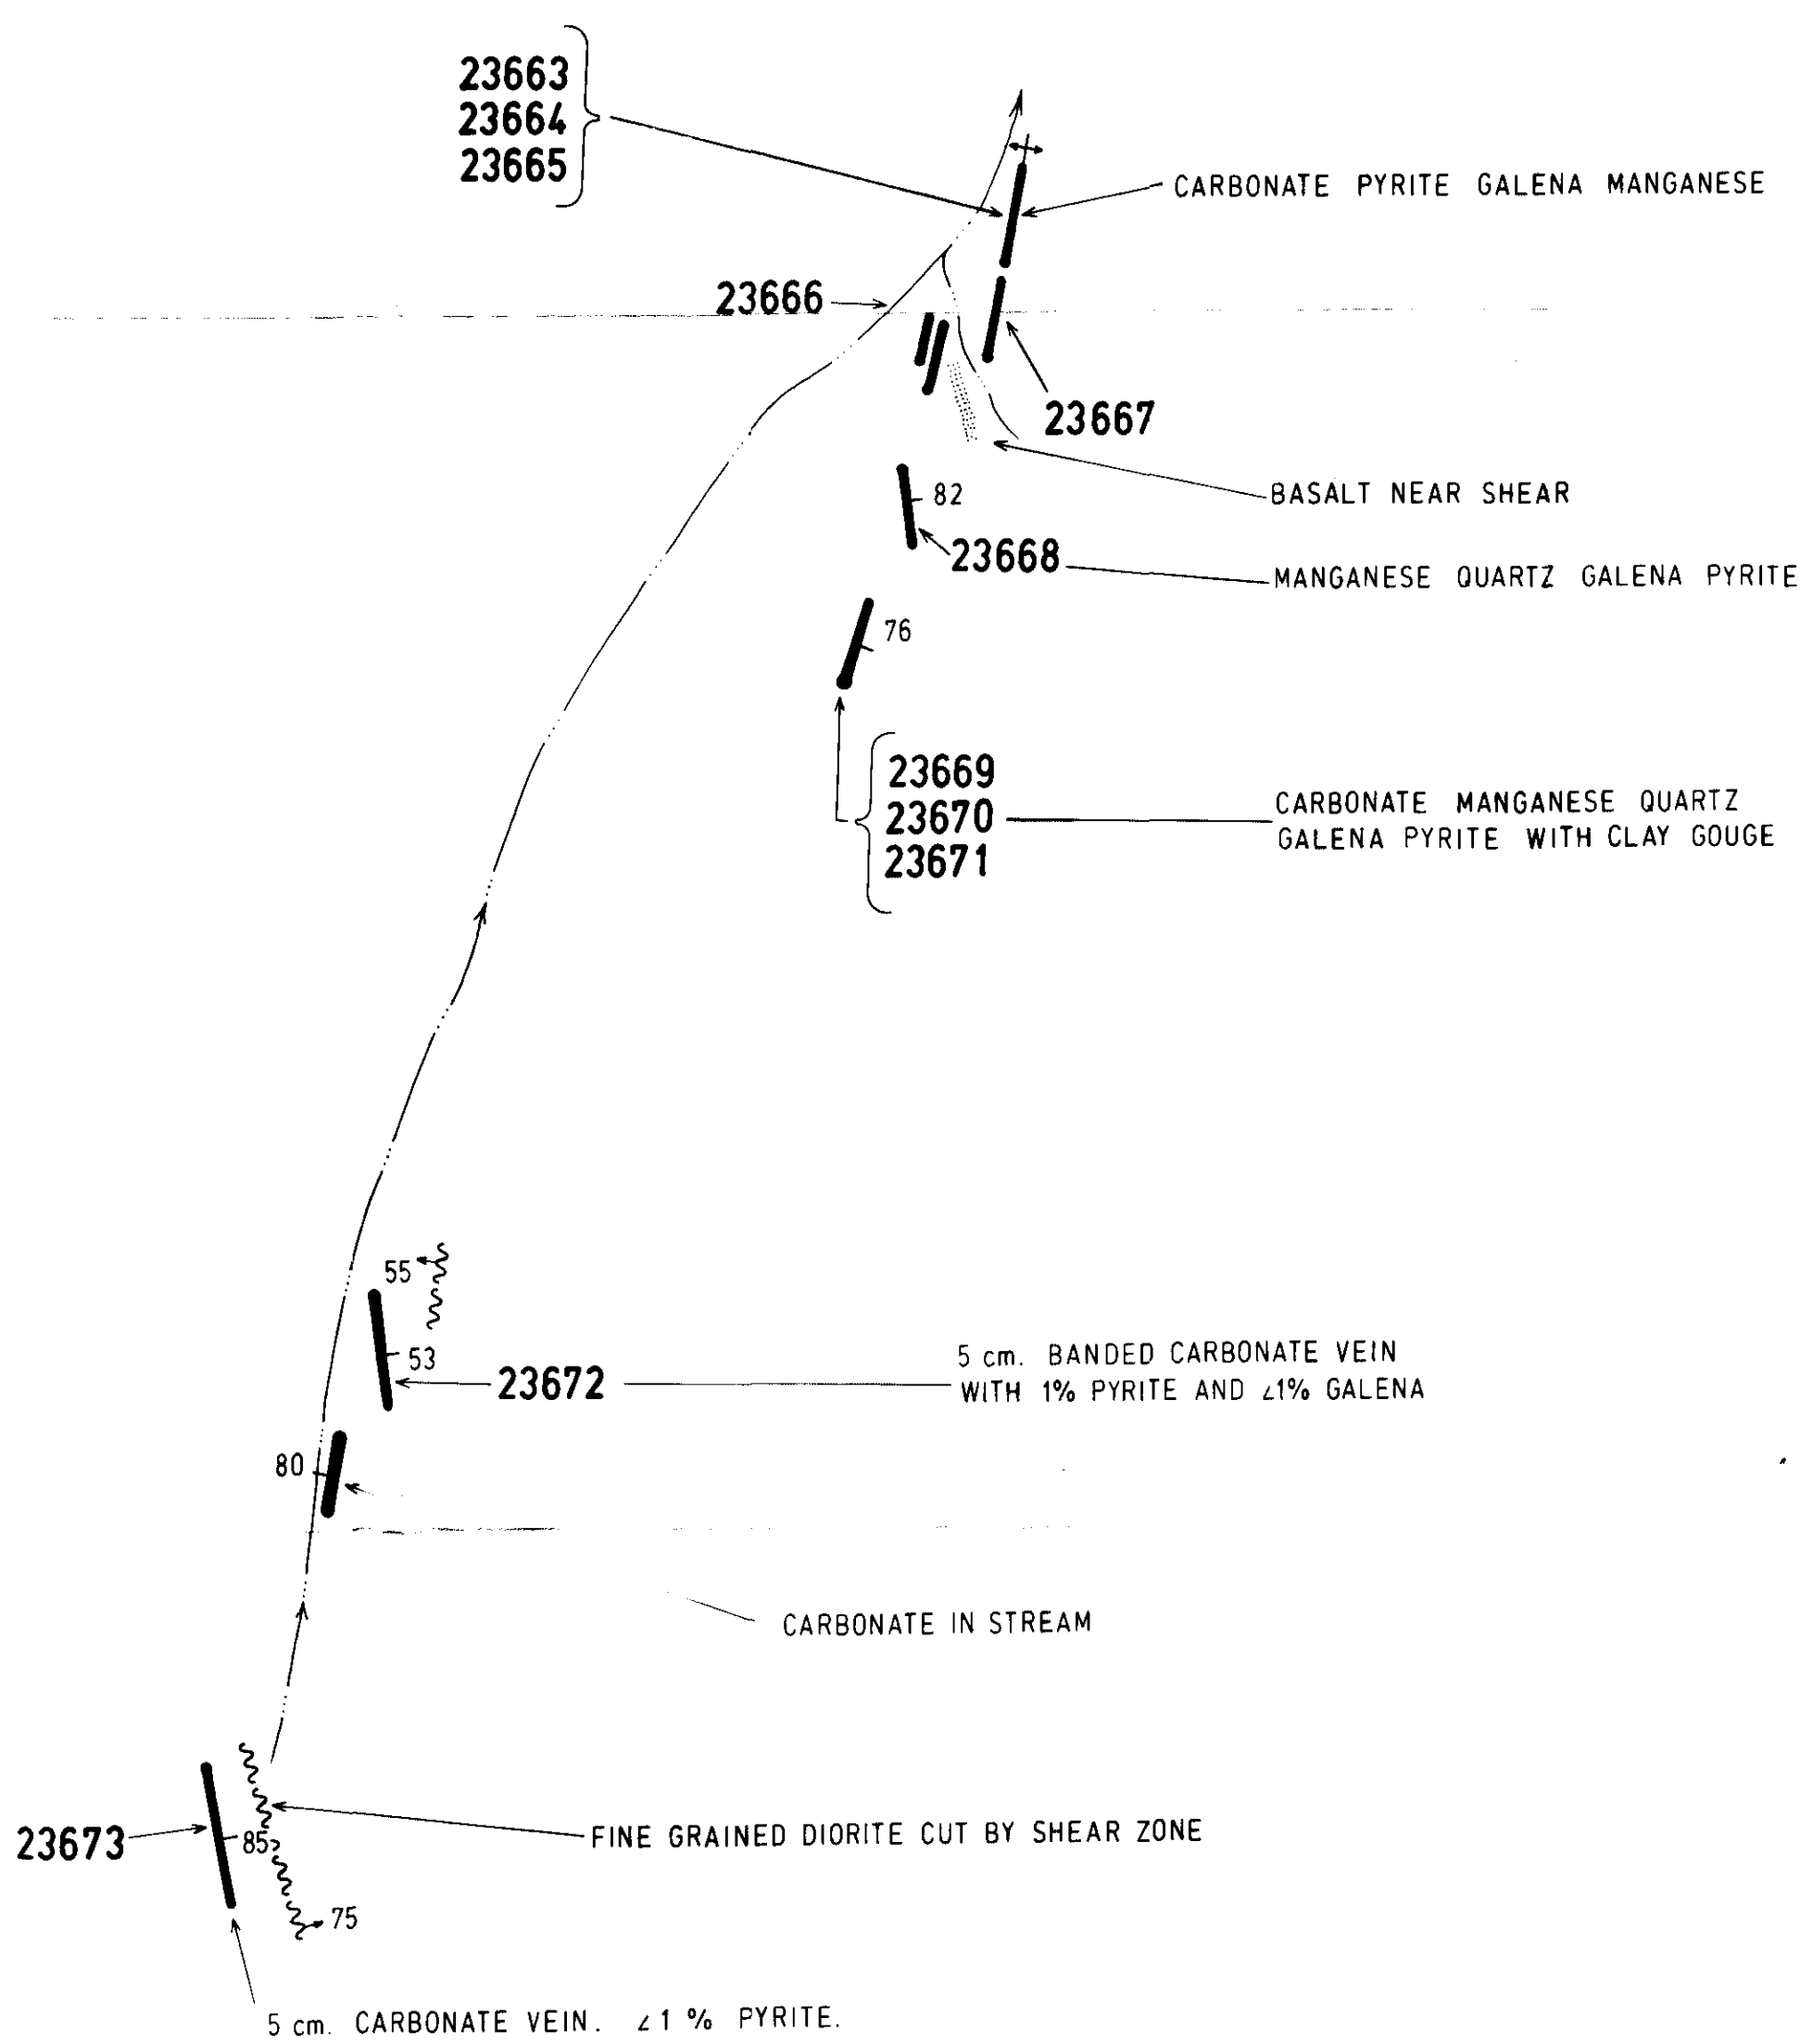 23663
23664
23665
CARBONATE PYRITE GALENA MANGANESE
23666
23667
82
BASALT NEAR SHEAR
23668
MANGANESE QUARTZ GALENA PYRITE
76
23669
23670
23671
CARBONATE MANGANESE QUARTZ
GALENA PYRITE WITH CLAY GOUGE
55
53
23672
5 cm. BANDED CARBONATE VEIN
WITH 1% PYRITE AND ∠1% GALENA
80
CARBONATE IN STREAM
23673
85
FINE GRAINED DIORITE CUT BY SHEAR ZONE
75
5 cm. CARBONATE VEIN. ∠1 % PYRITE.